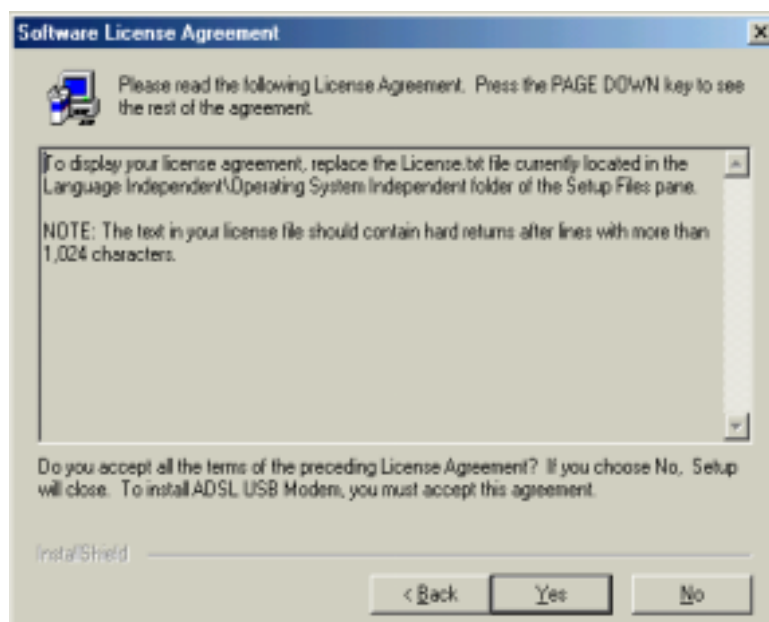 Software License Agreement
Please read the following License Agreement. Press the PAGE DOWN key to see
the rest of the agreement.
To display your license agreement, replace the License.txt file currently located in the
Language Independent\Operating System Independent folder of the Setup Files pane.
NOTE: The text in your license file should contain hard returns after lines with more than
1,024 characters.
Do you accept all the terms of the preceding License Agreement? If you choose No, Setup
will close. To install ADSL USB Modem, you must accept this agreement.
InstallShield
< Back
Yes
No